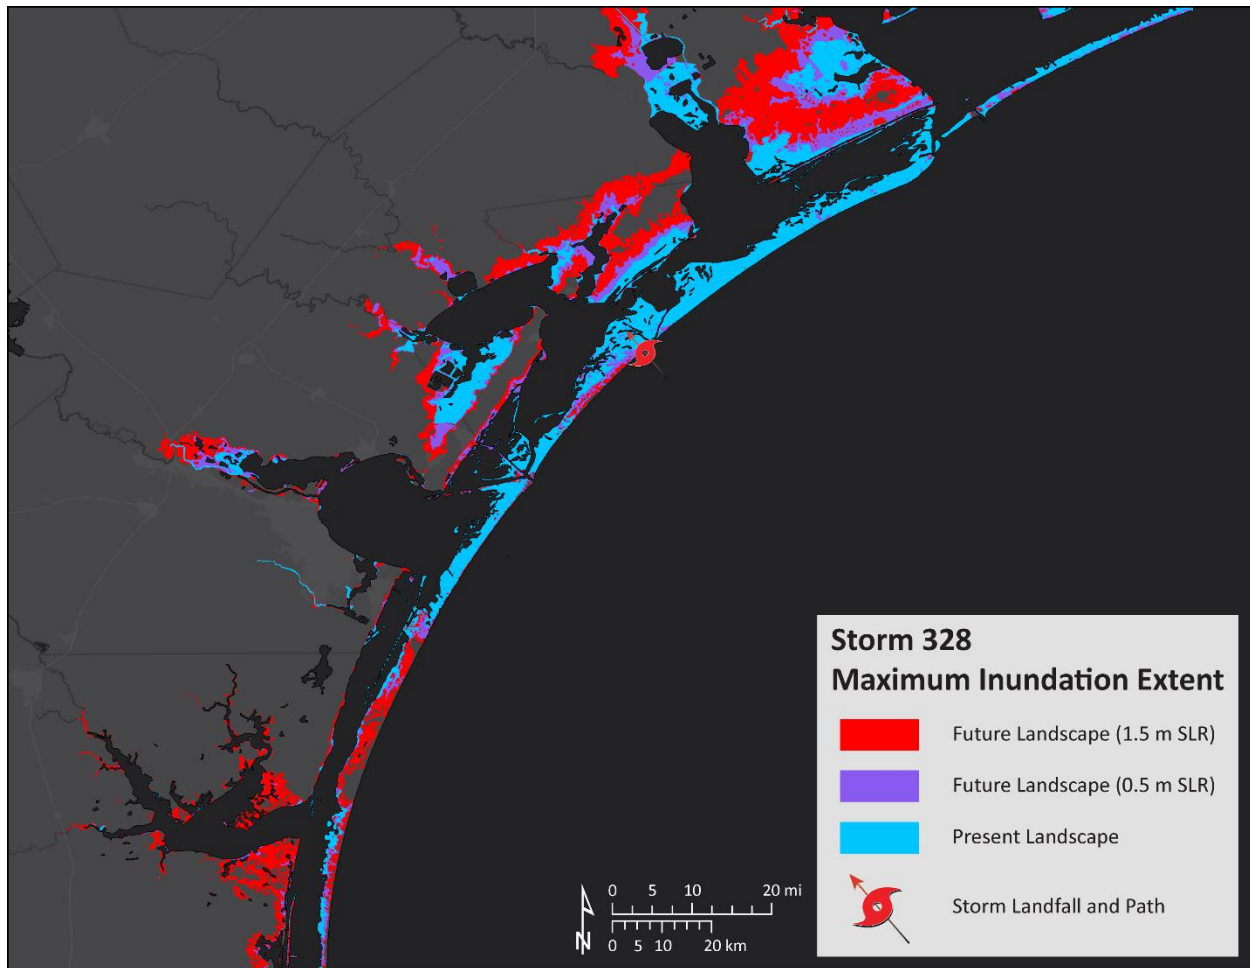 Storm 328
Maximum Inundation Extent
Future Landscape (1.5 m SLR)
Future Landscape (0.5 m SLR)
Present Landscape
Storm Landfall and Path
0 5 10 20 mi
0 5 10 20 km
N